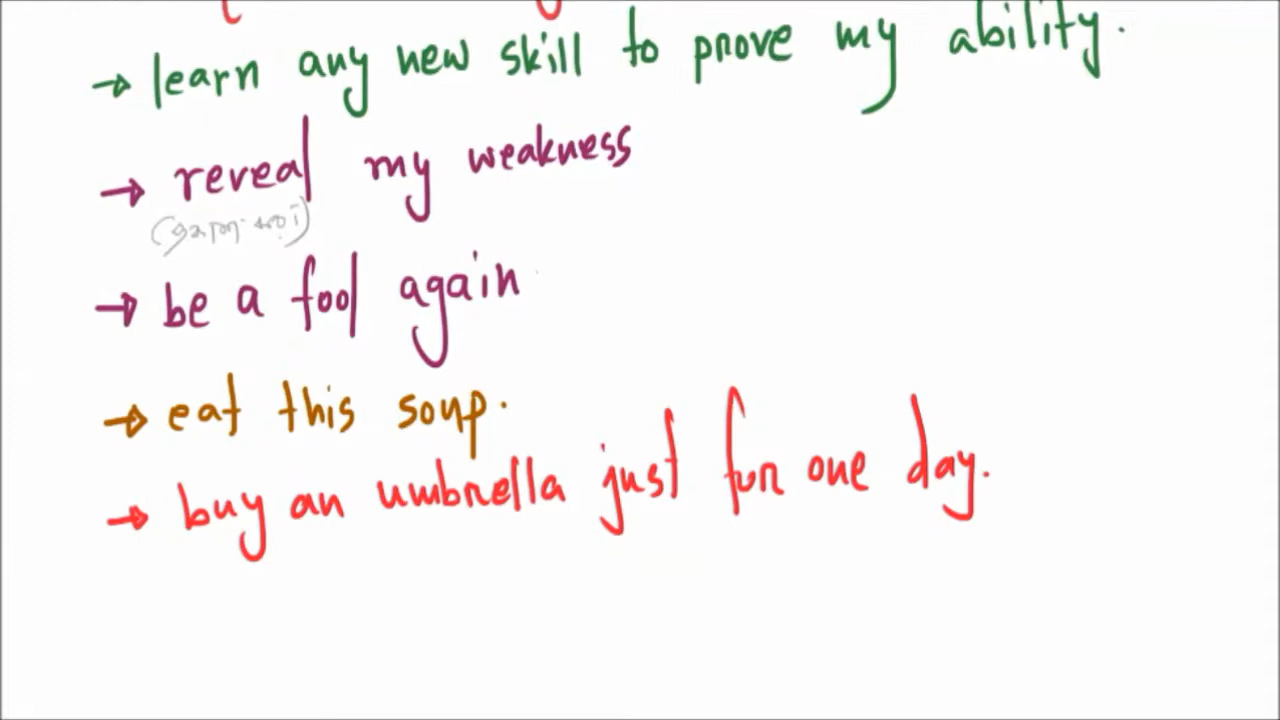 → learn any new skill to prove my ability.
→ reveal my weakness
→ be a fool again
→ eat this soup.
→ buy an umbrella just for one day.